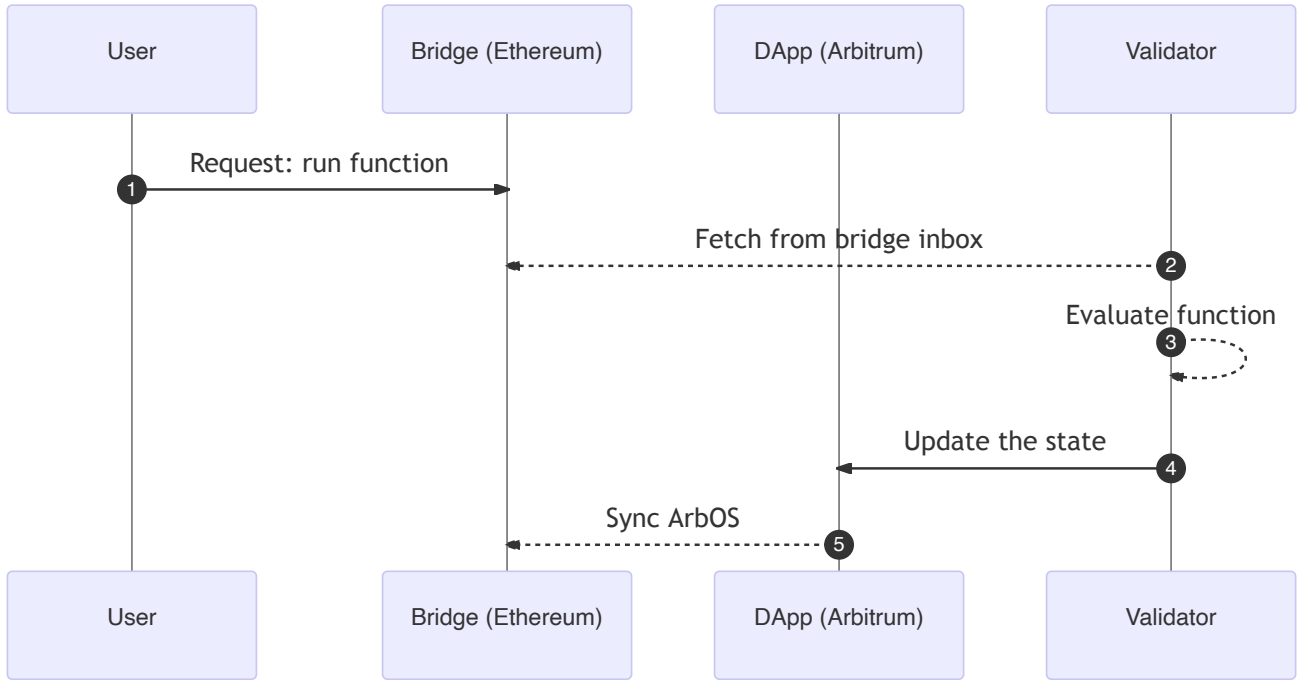 User
Bridge (Ethereum)
DApp (Arbitrum)
Validator
Request: run function
1
Fetch from bridge inbox
2
Evaluate function
3
Update the state
4
Sync ArbOS
5
User
Bridge (Ethereum)
DApp (Arbitrum)
Validator